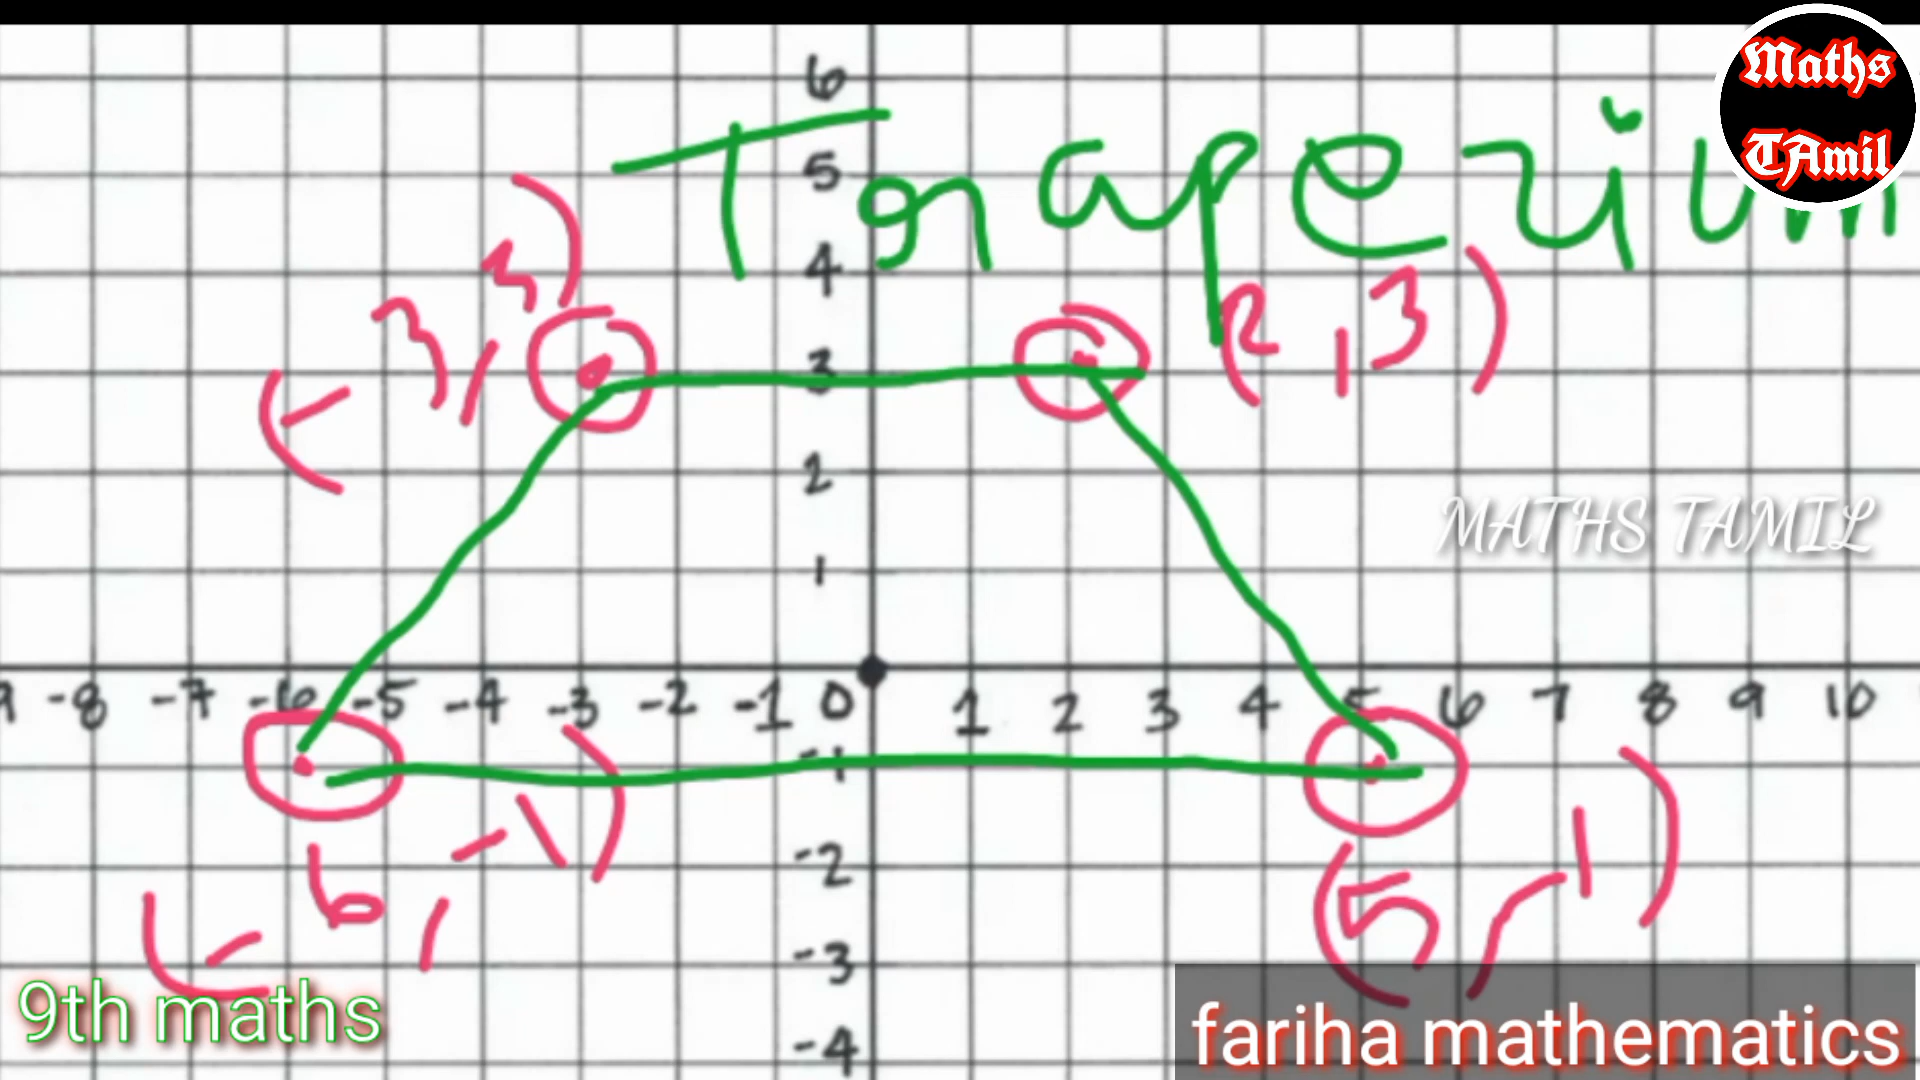 Maths
TAmil
6
Trapezium
5
4
(-3,3)
(2,3)
3
2
MATHS TAMIL
1
9 -8 -7 -6 -5 -4 -3 -2 -1 0 1 2 3 4 5 6 7 8 9 10
-1
(-6,-1)
(5,-1)
-2
-3
9th maths
fariha mathematics
-4